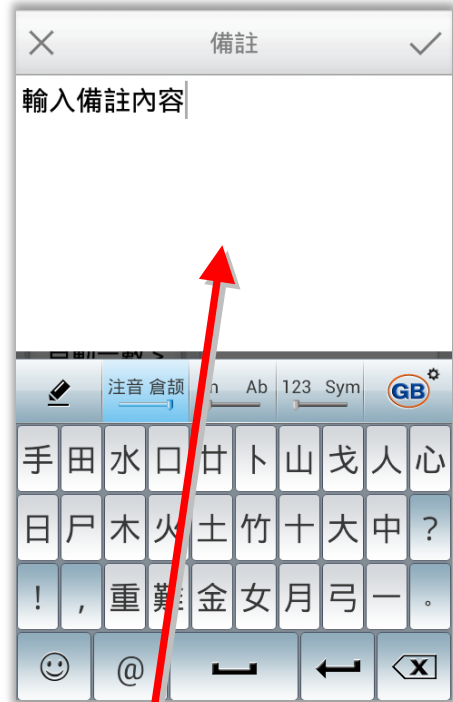 備註
輸入備註內容
注音 倉頡 Ab 123 Sym GB
手 田 水 口 廿 卜 山 戈 人 心
日 尸 木 火 土 竹 十 大 中 ?
! , 重 難 金 女 月 弓 一 。
@